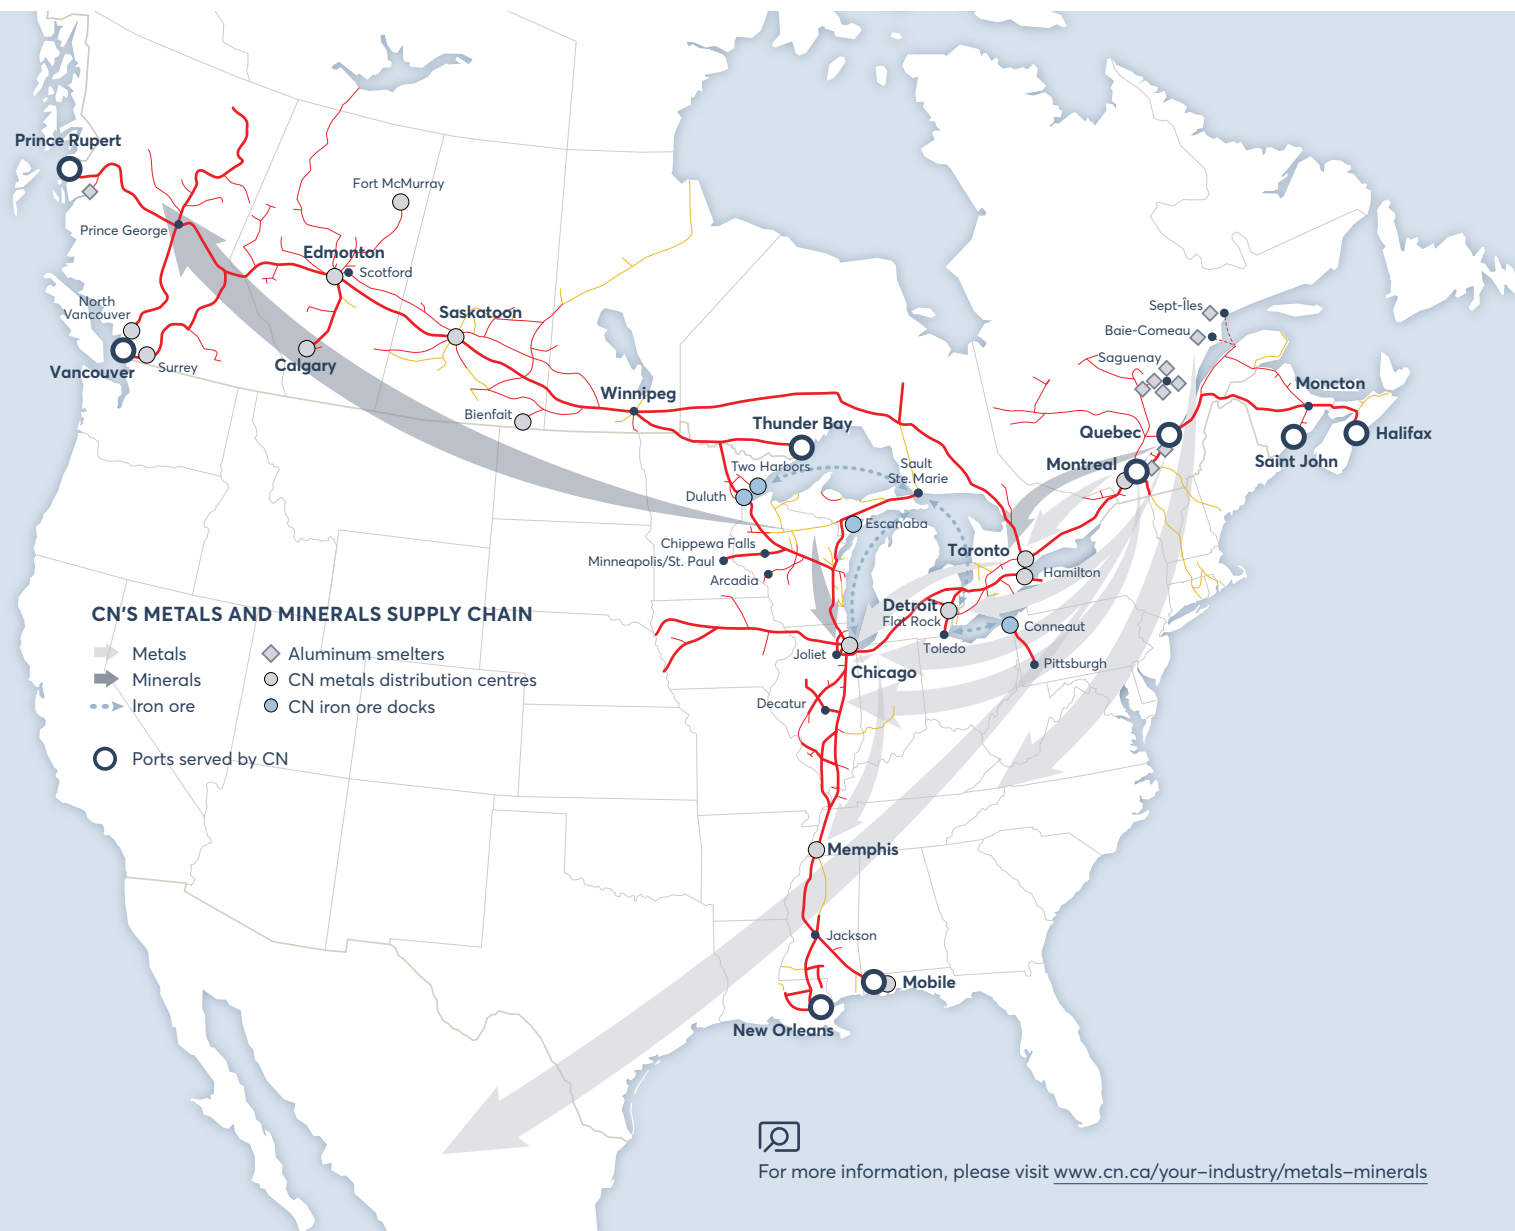 Prince Rupert
Fort McMurray
Prince George
Edmonton
Scotford
North
Vancouver
Saskatoon
Vancouver
Surrey
Calgary
Winnipeg
Bienfait
Thunder Bay
Two Harbors
Duluth
Sault
Ste. Marie
Escanaba
Chippewa Falls
Minneapolis/St. Paul
Arcadia
Sept-Îles
Baie-Comeau
Saguenay
Moncton
Quebec
Halifax
Saint John
Montreal
Toronto
Hamilton
Detroit
Flat Rock
Conneaut
Toledo
Pittsburgh
Joliet
Chicago
Decatur
CN'S METALS AND MINERALS SUPPLY CHAIN
Metals
Minerals
Iron ore
Aluminum smelters
CN metals distribution centres
CN iron ore docks
Ports served by CN
Memphis
Jackson
Mobile
New Orleans
For more information, please visit www.cn.ca/your-industry/metals-minerals